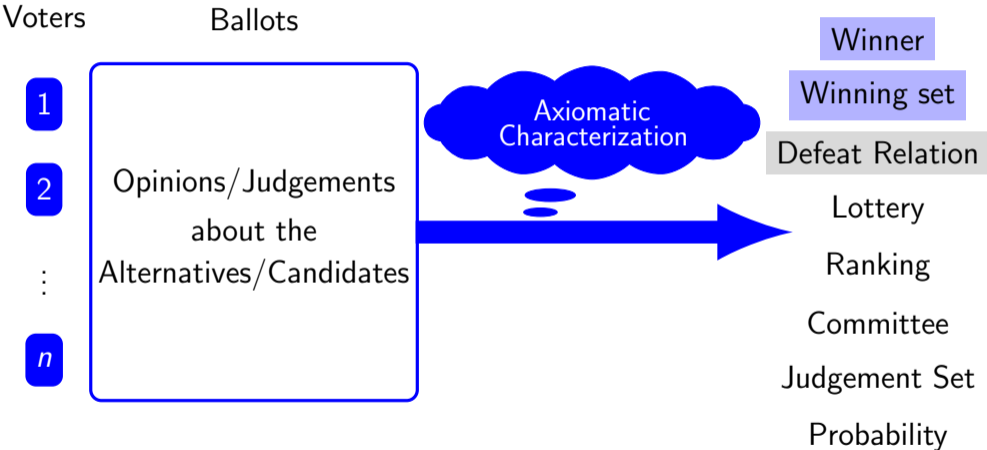 Voters
Ballots
1
2
⋮
n
Opinions/Judgements
about the
Alternatives/Candidates
Axiomatic
Characterization
Winner
Winning set
Defeat Relation
Lottery
Ranking
Committee
Judgement Set
Probability